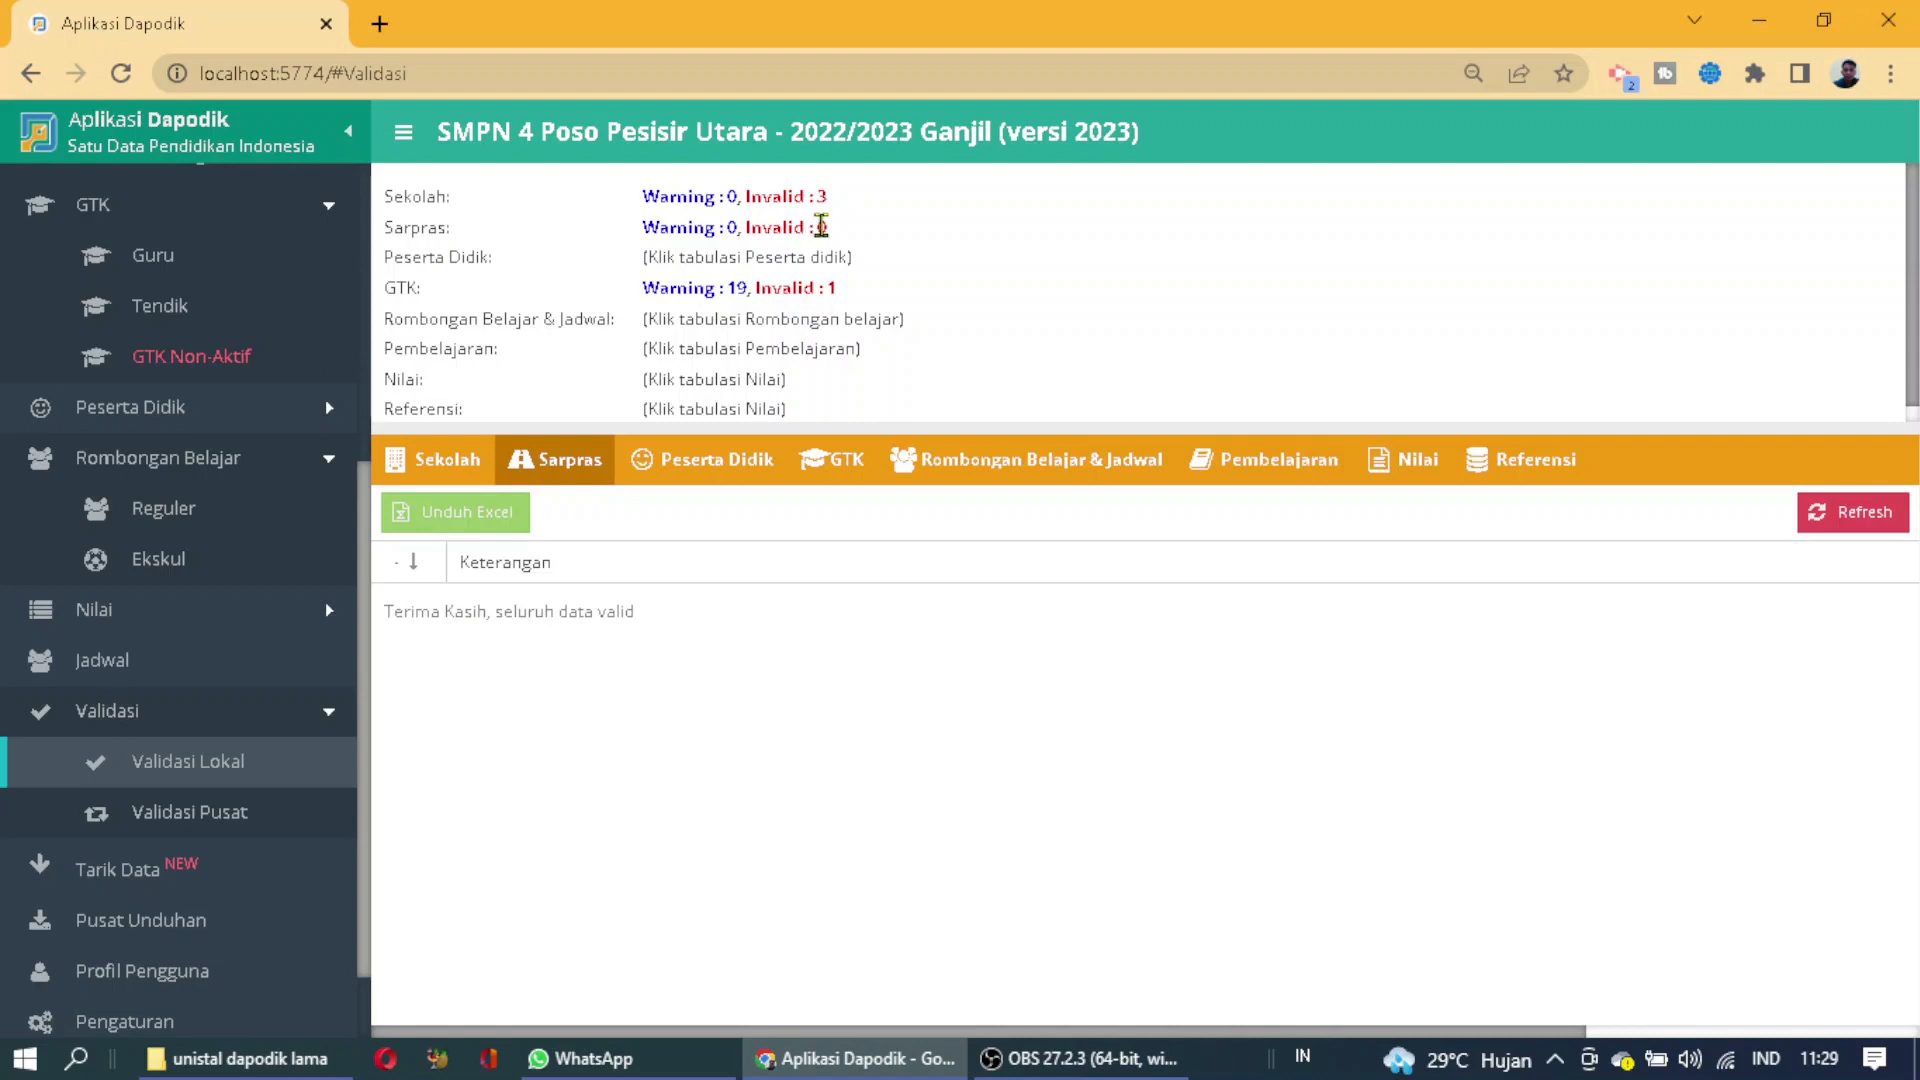 Aplikasi Dapodik
localhost:5774/#Validasi
2
Aplikasi Dapodik
Satu Data Pendidikan Indonesia
SMPN 4 Poso Pesisir Utara - 2022/2023 Ganjil (versi 2023)
GTK
Guru
Tendik
GTK Non-Aktif
Peserta Didik
Rombongan Belajar
Reguler
Ekskul
Nilai
Jadwal
Validasi
Validasi Lokal
Validasi Pusat
Tarik Data NEW
Pusat Unduhan
Profil Pengguna
Pengaturan
Sekolah: Warning : 0, Invalid : 3
Sarpras: Warning : 0, Invalid :
Peserta Didik: (Klik tabulasi Peserta didik)
GTK: Warning : 19, Invalid : 1
Rombongan Belajar & Jadwal: (Klik tabulasi Rombongan belajar)
Pembelajaran: (Klik tabulasi Pembelajaran)
Nilai: (Klik tabulasi Nilai)
Referensi: (Klik tabulasi Nilai)
Sekolah Sarpras Peserta Didik GTK Rombongan Belajar & Jadwal Pembelajaran Nilai Referensi
Unduh Excel Refresh
- Keterangan
Terima Kasih, seluruh data valid
unistal dapodik lama WhatsApp Aplikasi Dapodik - Go... OBS 27.2.3 (64-bit, wi... IN 29°C Hujan IND 11:29